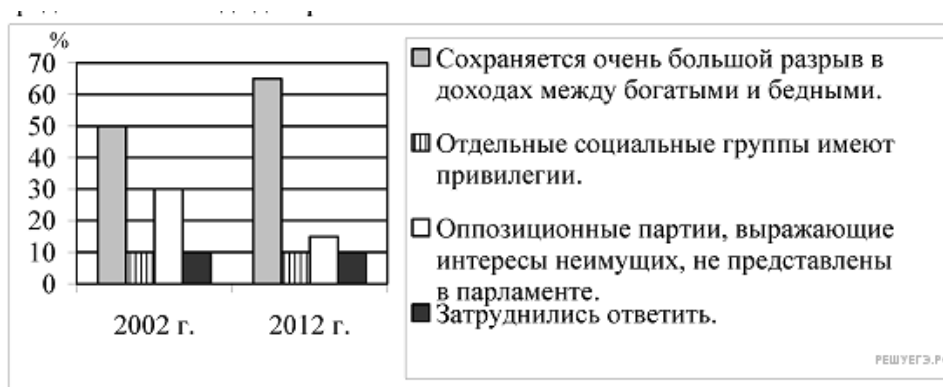 %
70
60
50
40
30
20
10
0
2002 г.
2012 г.
Сохраняется очень большой разрыв в
доходах между богатыми и бедными.
Отдельные социальные группы имеют
привилегии.
Оппозиционные партии, выражающие
интересы неимущих, не представлены
в парламенте.
Затруднились ответить.